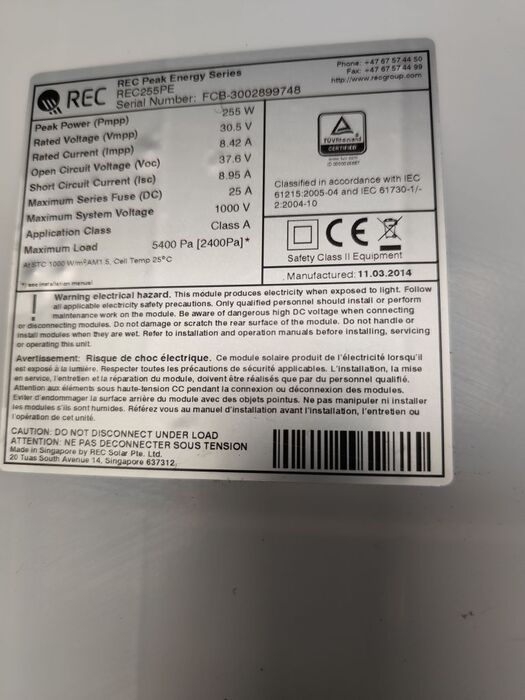 REC
REC Peak Energy Series
REC255PE
Serial Number: FCB-3002899748
Phone: +47 67 57 44 50
Fax: +47 67 57 44 99
http://www.recgroup.com
Peak Power (Pmpp) 255 W
Rated Voltage (Vmpp) 30.5 V
Rated Current (Impp) 8.42 A
Open Circuit Voltage (Voc) 37.6 V
Short Circuit Current (Isc) 8.95 A
Maximum Series Fuse (DC) 25 A
Maximum System Voltage 1000 V
Application Class Class A
Maximum Load 5400 Pa [2400Pa]*
At STC 1000 W/m², AM1.5, Cell Temp 25°C
*) see installation manual
TÜVRheinland
CERTIFIED
Classified in accordance with IEC
61215:2005-04 and IEC 61730-1/-
2:2004-10
CE
Safety Class II Equipment
Manufactured: 11.03.2014
! Warning electrical hazard. This module produces electricity when exposed to light. Follow
all applicable electricity safety precautions. Only qualified personnel should install or perform
maintenance work on the module. Be aware of dangerous high DC voltage when connecting
or disconnecting modules. Do not damage or scratch the rear surface of the module. Do not handle or
install modules when they are wet. Refer to installation and operation manuals before installing, servicing
or operating this unit.
Avertissement: Risque de choc électrique. Ce module solaire produit de l'électricité lorsqu'il
est exposé à la lumière. Respecter toutes les précautions de sécurité applicables. L'installation, la mise
en service, l'entretien et la réparation du module, doivent être réalisés que par du personnel qualifié.
Attention aux éléments sous haute-tension CC pendant la connexion ou déconnexion des modules.
Eviter d'endommager la surface arrière du module avec des objets pointus. Ne pas manipuler ni installer
les modules s'ils sont humides. Référez vous au manuel d'installation avant l'installation, l'entretien ou
l'opération de cet unité.
CAUTION: DO NOT DISCONNECT UNDER LOAD
ATTENTION: NE PAS DECONNECTER SOUS TENSION
Made in Singapore by REC Solar Pte. Ltd.
20 Tuas South Avenue 14, Singapore 637312